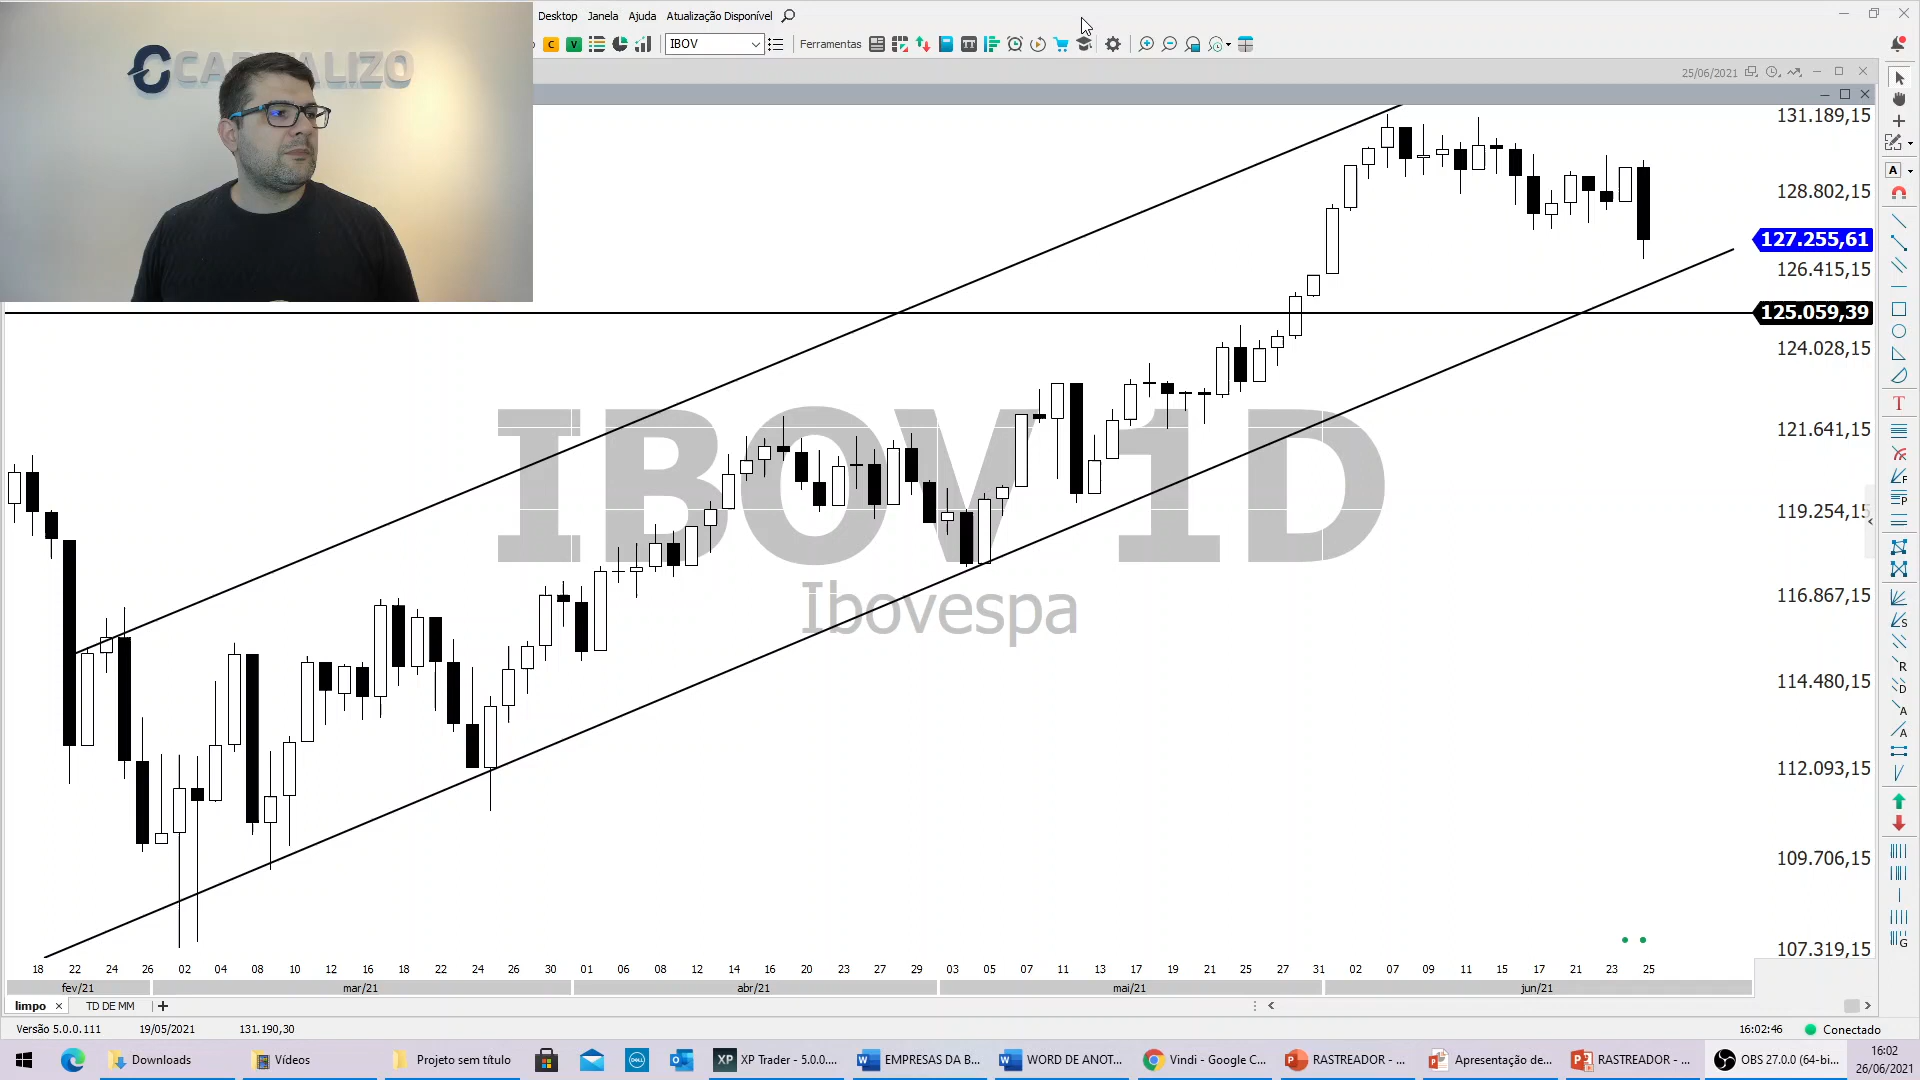 Desktop Janela Ajuda Atualização Disponível
C V IBOV Ferramentas
25/06/2021
131.189,15
128.802,15
127.255,61
126.415,15
125.059,39
124.028,15
121.641,15
119.254,15
116.867,15
114.480,15
112.093,15
109.706,15
107.319,15
IBOV 1D
Ibovespa
18 22 24 26 02 04 08 10 12 16 18 22 24 26 30 01 06 08 12 14 16 20 23 27 29 03 05 07 11 13 17 19 21 25 27 31 02 07 09 11 15 17 21 23 25
fev/21 mar/21 abr/21 mai/21 jun/21
limpo × TD DE MM +
Versão 5.0.0.111 19/05/2021 131.190,30 16:02:46 Conectado
Downloads Vídeos Projeto sem título XP Trader - 5.0.0.... EMPRESAS DA B... WORD DE ANOT... Vindi - Google C... RASTREADOR - ... Apresentação de... RASTREADOR - ... OBS 27.0.0 (64-bi... 16:02
26/06/2021